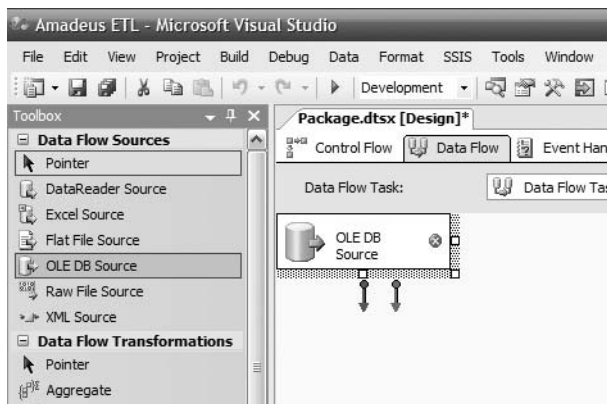 Amadeus ETL - Microsoft Visual Studio
File Edit View Project Build Debug Data Format SSIS Tools Window
Development
Toolbox
Package.dtsx [Design]*
Data Flow Sources
Control Flow Data Flow Event Han
Pointer
DataReader Source
Data Flow Task: Data Flow Tas
Excel Source
Flat File Source
OLE DB Source
OLE DB
Source
Raw File Source
XML Source
Data Flow Transformations
Pointer
Aggregate